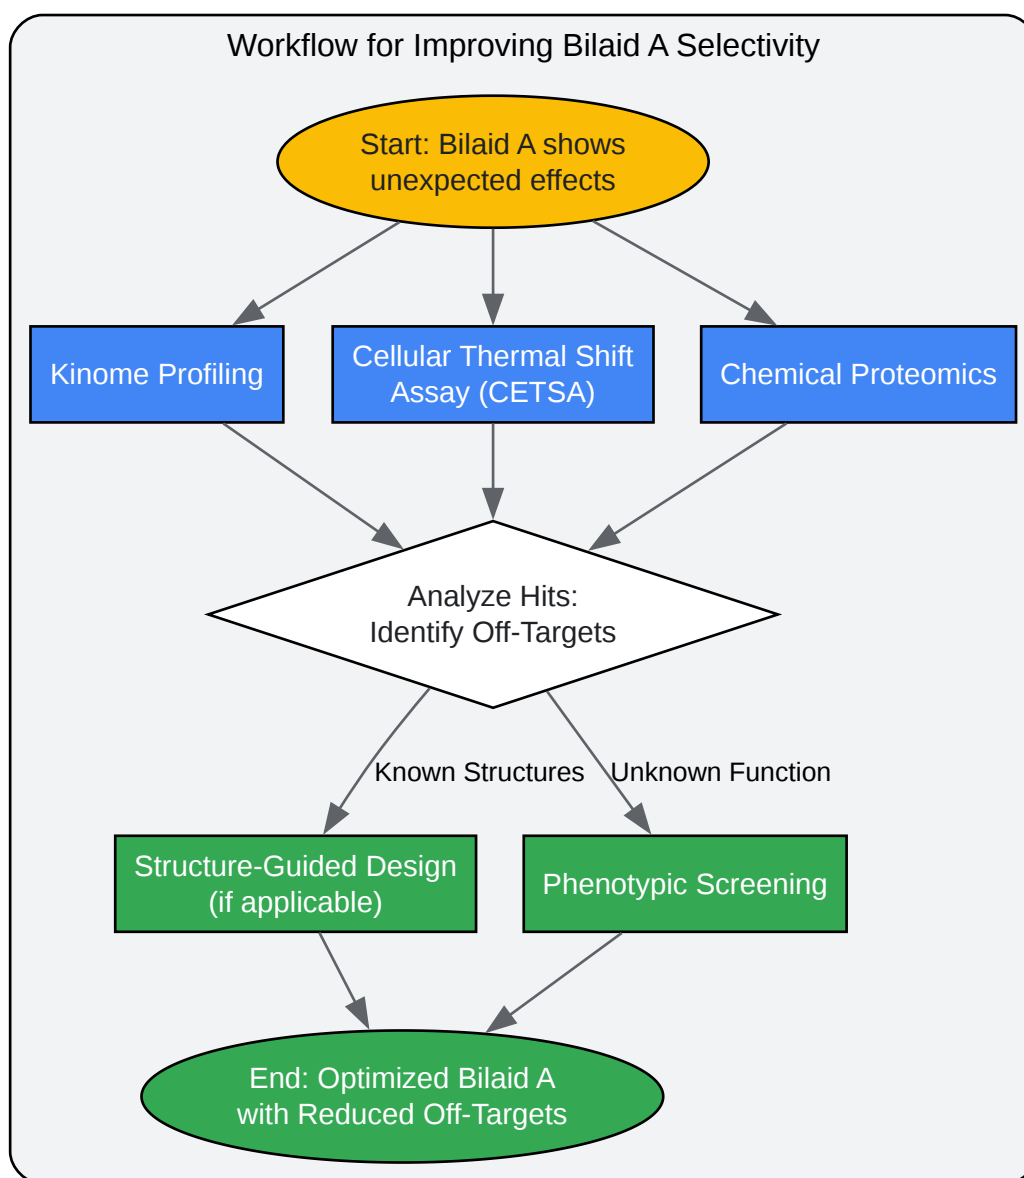 Workflow for Improving Bilaid A Selectivity
Start: Bilaid A shows
unexpected effects
Kinome Profiling
Cellular Thermal Shift
Assay (CETSA)
Chemical Proteomics
Analyze Hits:
Identify Off-Targets
Known Structures
Unknown Function
Structure-Guided Design
(if applicable)
Phenotypic Screening
End: Optimized Bilaid A
with Reduced Off-Targets